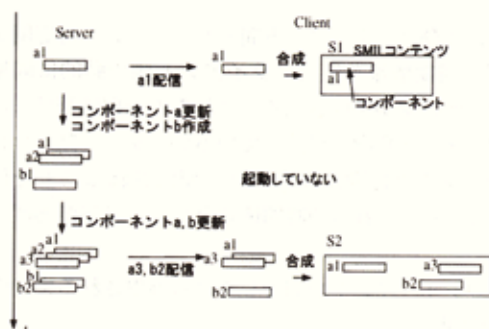 Server
Client
a1
a1配信
a1
合成
S1
SMILコンテンツ
a1
コンポーネント
コンポーネントa更新
コンポーネントb作成
a1
a2
b1
起動していない
コンポーネントa,b更新
a1
a2
a3
b1
b2
a3,b2配信
a1
a3
b2
合成
S2
a1
a3
b2